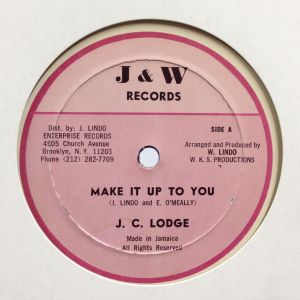 J & W
RECORDS
Dist. by: J. LINDO
ENTERPRISE RECORDS
4205 Church Avenue
Brooklyn, N. Y. 11203
Phone (212) 282-7709
SIDE A
Arranged and Produced by
W. LINDO
W. K. S. PRODUCTIONS
MAKE IT UP TO YOU
(I. LINDO and E. O'MEALLY)
J. C. LODGE
Made in Jamaica
All Rights Reserved